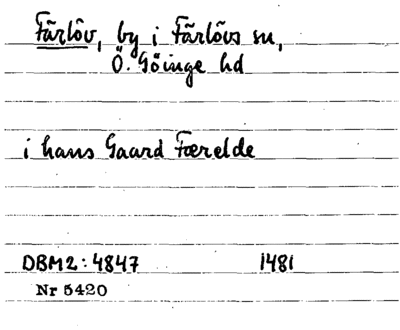 Färlöv, by i Färlövs sn,
Ö. Göinge hd
i hans Gaard Færelde
DBM2:4847 1481
Nr 5420